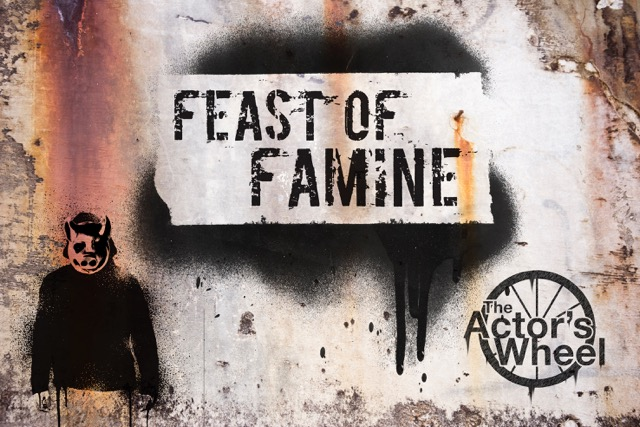 FEAST OF
FAMINE
The
Actor's
Wheel